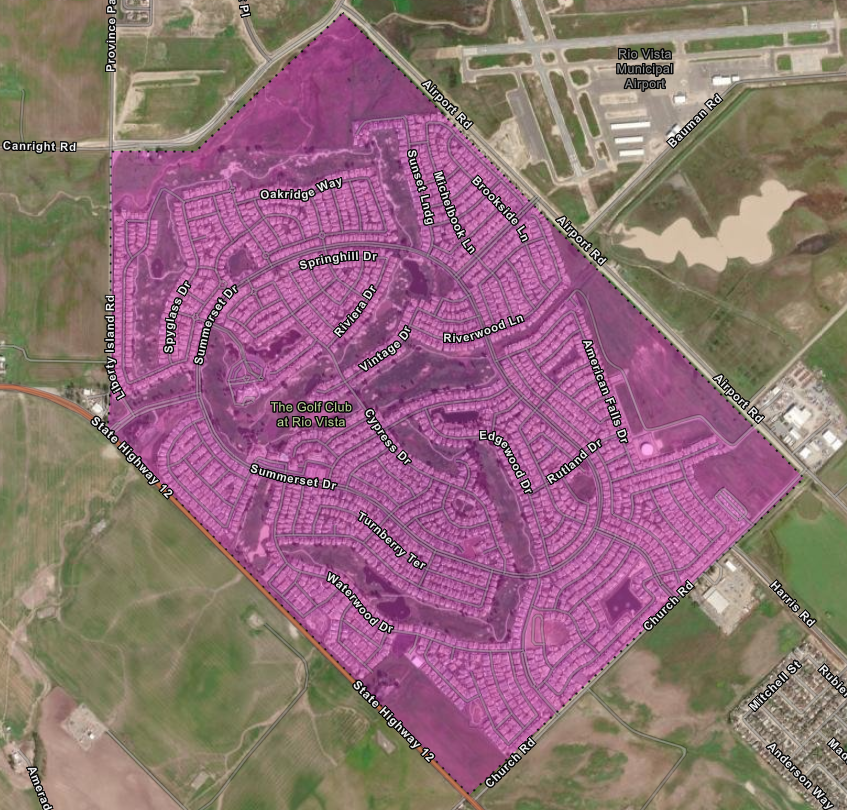 Province Pa
Pl
Rio Vista
Municipal
Airport
Airport Rd
Bauman Rd
Canright Rd
Oakridge Way
Sunset Lndg
Michelbook Ln
Brookside Ln
Airport Rd
Springhill Dr
Spyglass Dr
Summerset Dr
Riviera Dr
Vintage Dr
Riverwood Ln
Liberty Island Rd
American Falls Dr
Airport Rd
The Golf Club
at Rio Vista
Cypress Dr
State Highway 12
Edgewood Dr
Rutland Dr
Summerset Dr
Turnberry Ter
Waterwood Dr
Church Rd
Harris Rd
Mitchell St
Rubie
State Highway 12
Church Rd
Anderson Way
Mad
Amerad